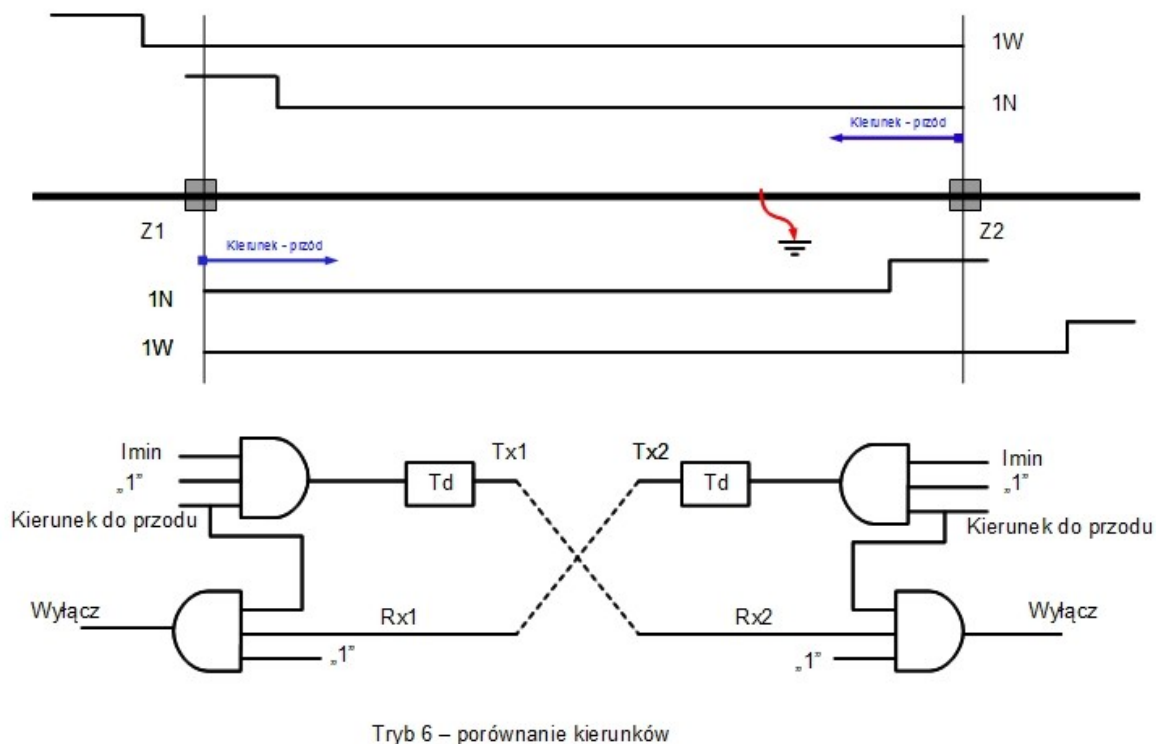 1W
1N
Kierunek - przód
Z1
Z2
Kierunek - przód
1N
1W
Imin
„1”
Kierunek do przodu
Td
Tx1
Tx2
Td
Imin
„1”
Kierunek do przodu
Wyłącz
Rx1
„1”
Rx2
„1”
Wyłącz
Tryb 6 – porównanie kierunków